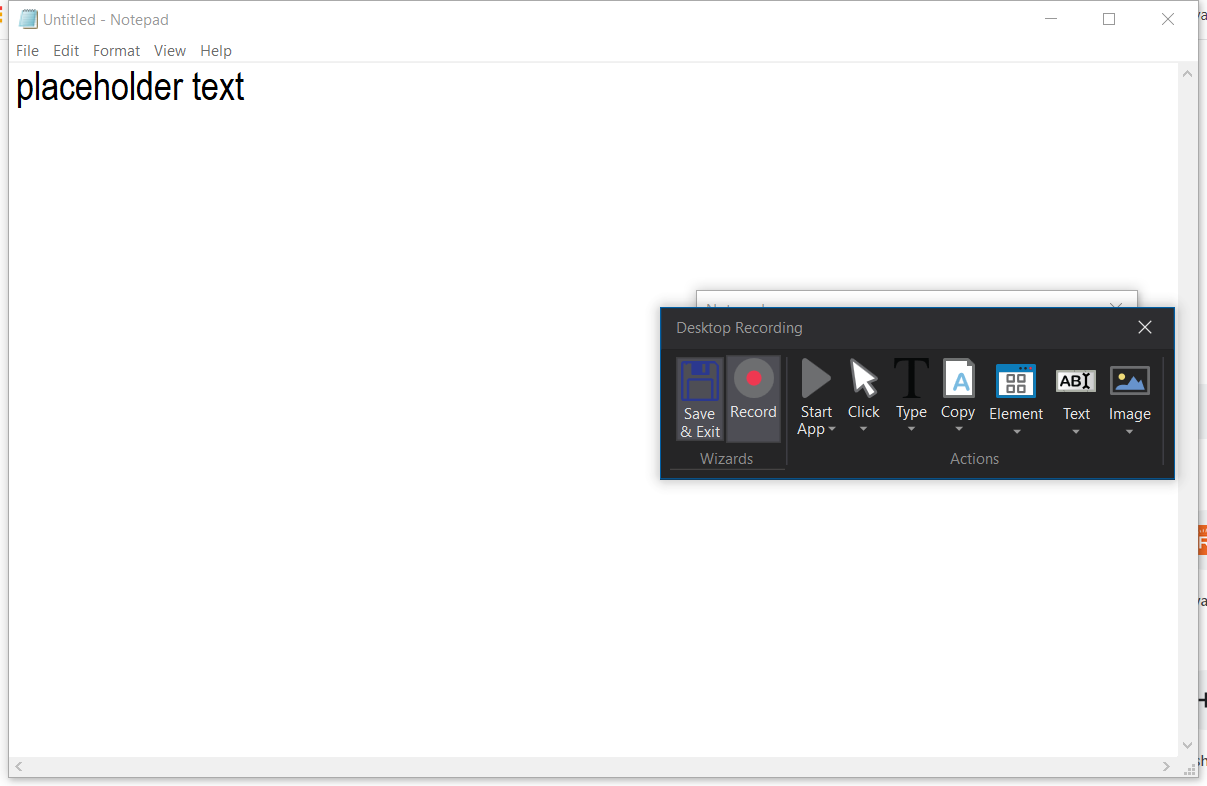 Untitled - Notepad
File Edit Format View Help
placeholder text
Desktop Recording
Save & Exit
Record
Start App
Click
Type
Copy
Element
Text
Image
ABI
Wizards
Actions